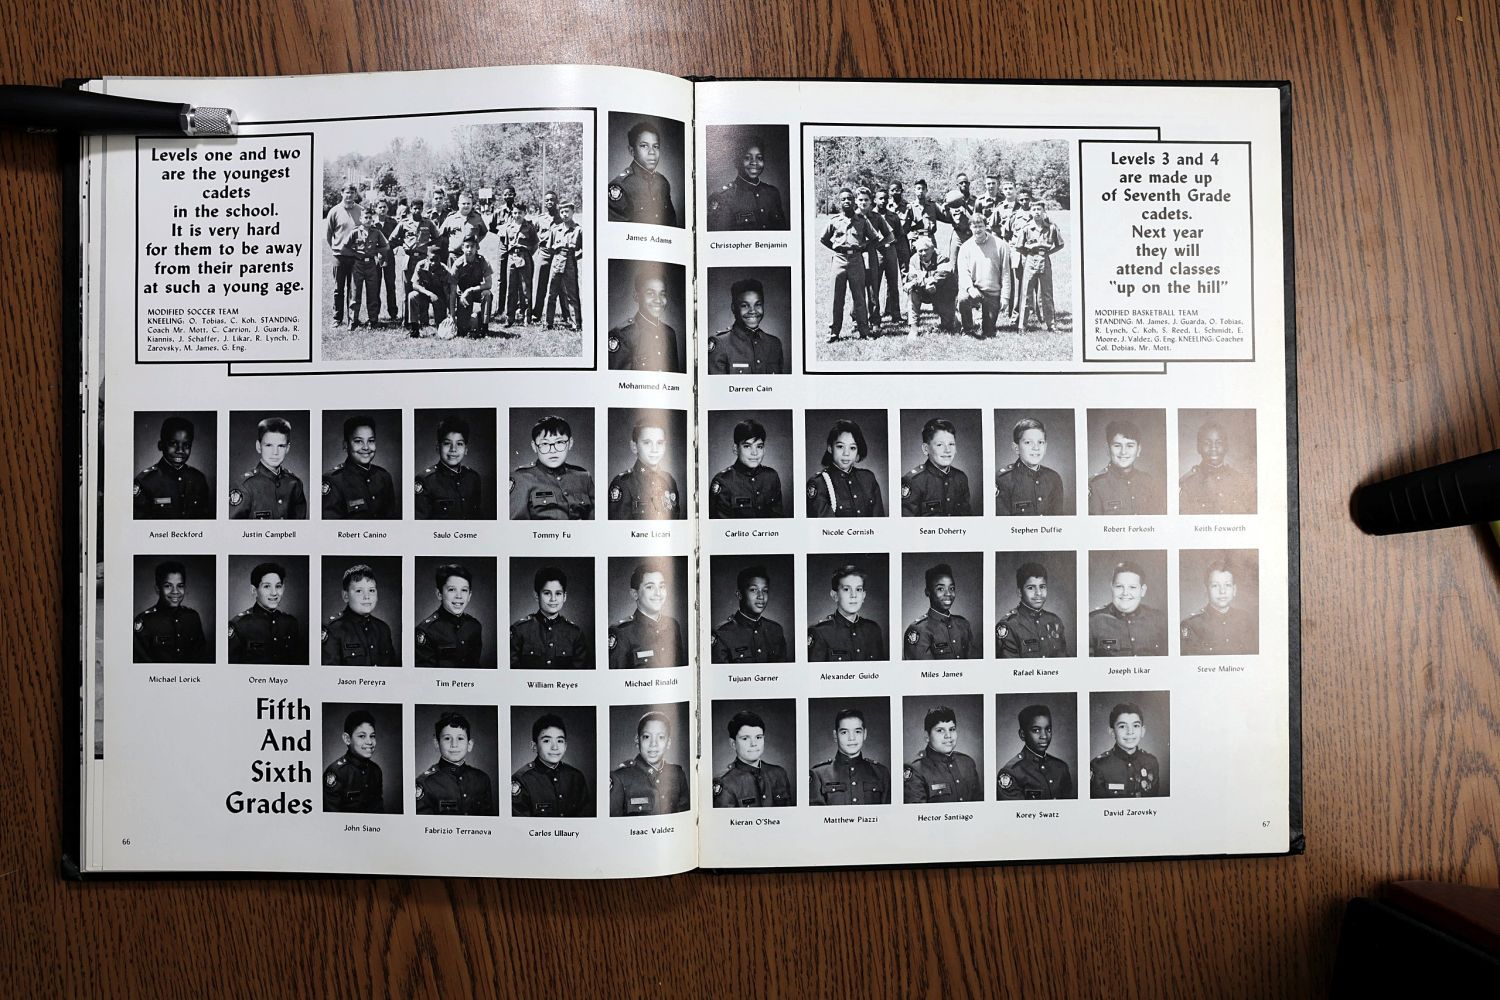 Levels one and two
are the youngest
cadets
in the school.
It is very hard
for them to be away
from their parents
at such a young age.
MODIFIED SOCCER TEAM
KNEELING: O. Tobias, C. Koh. STANDING:
Coach Mr. Mott, C. Carrion, J. Guarda, R.
Kiannis, J. Schaffer, J. Likar, R. Lynch, D.
Zarovsky, M. James, G. Eng.
James Adams
Mohammed Azam
Ansel Beckford
Justin Campbell
Robert Canino
Saulo Cosme
Tommy Fu
Kane Licari
Michael Lorick
Oren Mayo
Jason Pereyra
Tim Peters
William Reyes
Michael Rinaldi
Fifth
And
Sixth
Grades
John Siano
Fabrizio Terranova
Carlos Ullaury
Isaac Valdez
66
Christopher Benjamin
Darren Cain
Levels 3 and 4
are made up
of Seventh Grade
cadets.
Next year
they will
attend classes
"up on the hill"
MODIFIED BASKETBALL TEAM
STANDING: M. James, J. Guarda, O. Tobias,
R. Lynch, C. Koh, S. Reed, L. Schmidt, E.
Moore, J. Valdez, G. Eng. KNEELING: Coaches
Col. Dobias, Mr. Mott.
Carlito Carrion
Nicole Cornish
Sean Doherty
Stephen Duffie
Robert Forkosh
Keith Foxworth
Tujuan Garner
Alexander Guido
Miles James
Rafael Kianes
Joseph Likar
Steve Malinov
Kieran O'Shea
Matthew Piazzi
Hector Santiago
Korey Swatz
David Zarovsky
67